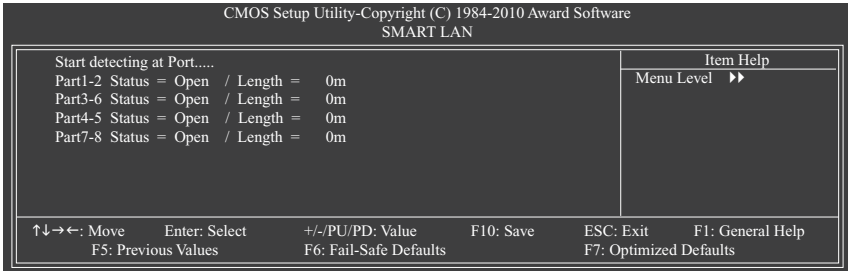 CMOS Setup Utility-Copyright (C) 1984-2010 Award Software
SMART LAN
Start detecting at Port.....
Part1-2 Status = Open / Length = 0m
Part3-6 Status = Open / Length = 0m
Part4-5 Status = Open / Length = 0m
Part7-8 Status = Open / Length = 0m
Item Help
Menu Level ▶▶
↑↓→←: Move Enter: Select +/-/PU/PD: Value F10: Save ESC: Exit F1: General Help
F5: Previous Values F6: Fail-Safe Defaults F7: Optimized Defaults